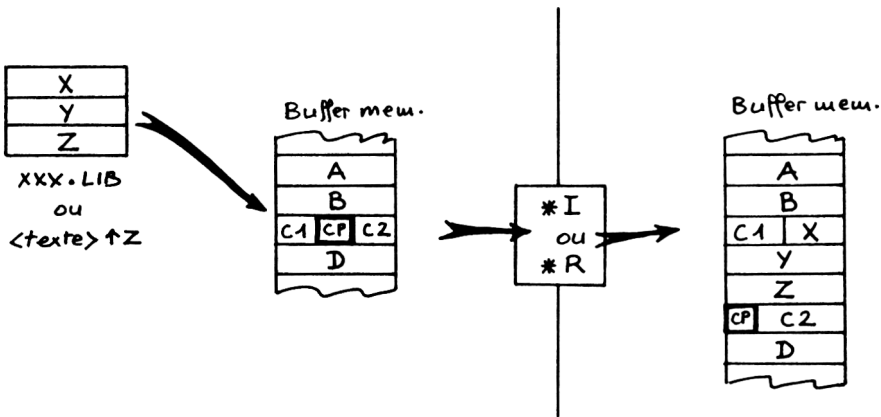 X
Y
Z
XXX.LIB
ou
<texte>↑Z
Buffer mem.
A
B
C1 CP C2
D
*I
ou
*R
Buffer mem.
A
B
C1 X
Y
Z
CP C2
D